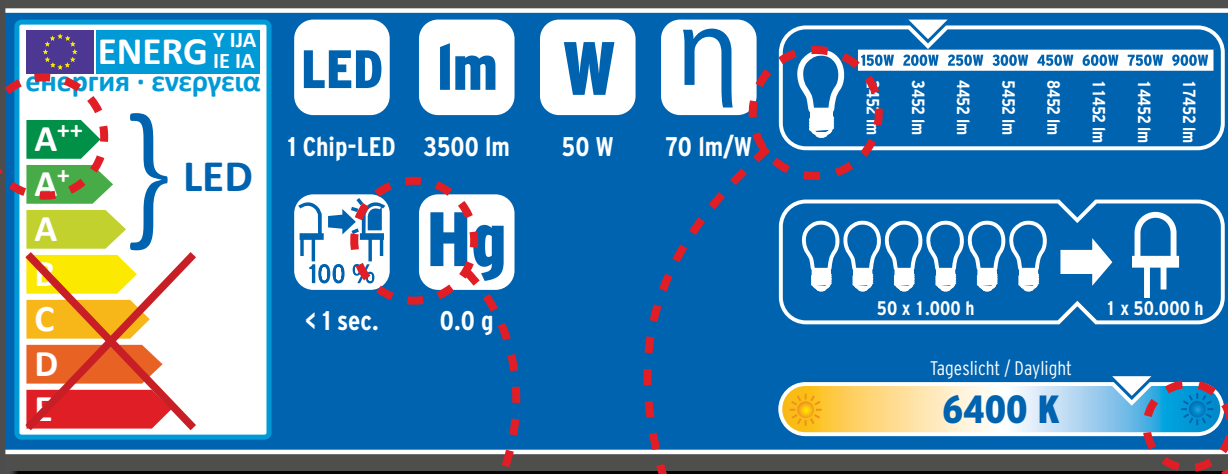 ENERG Y IJA
IE IA
енергия · ενεργεια
A++
A+
A
B
C
D
E
LED
LED
1 Chip-LED
lm
3500 lm
W
50 W
η
70 lm/W
100 %
< 1 sec.
Hg
0.0 g
150W 200W 250W 300W 450W 600W 750W 900W
2452 lm 3452 lm 4452 lm 5452 lm 8452 lm 11452 lm 14452 lm 17452 lm
50 x 1.000 h
1 x 50.000 h
Tageslicht / Daylight
6400 K